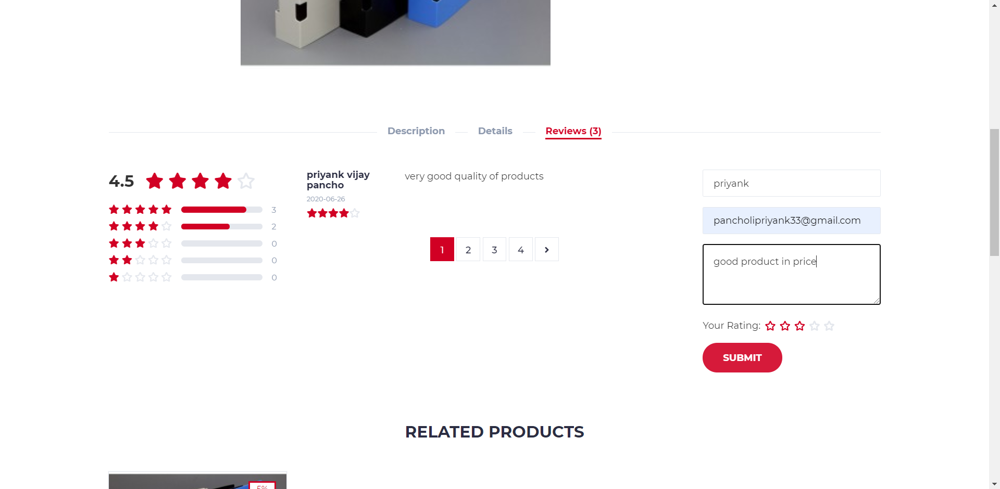 Description
Details
Reviews (3)
4.5
3
2
0
0
0
priyank vijay
pancho
2020-06-26
very good quality of products
1
2
3
4
priyank
pancholipriyank33@gmail.com
good product in price
Your Rating:
SUBMIT
RELATED PRODUCTS
5%